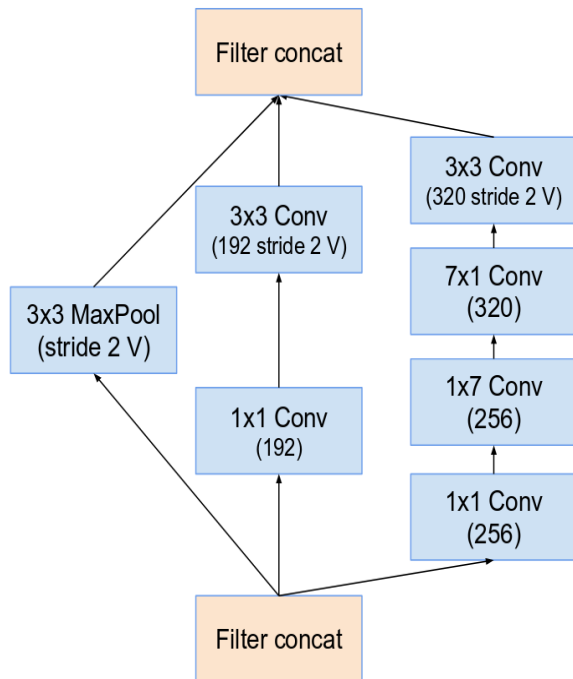 Filter concat
3x3 Conv
(320 stride 2 V)
3x3 Conv
(192 stride 2 V)
7x1 Conv
(320)
3x3 MaxPool
(stride 2 V)
1x7 Conv
(256)
1x1 Conv
(192)
1x1 Conv
(256)
Filter concat